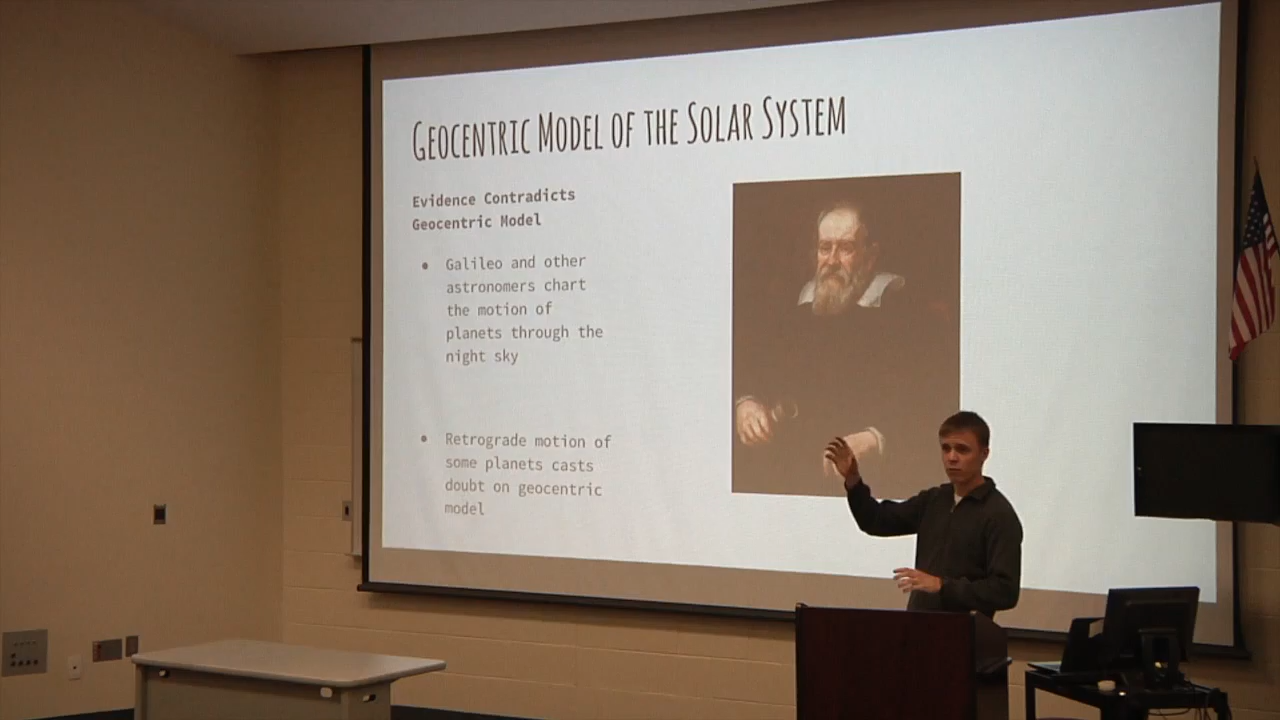 GEOCENTRIC MODEL OF THE SOLAR SYSTEM
Evidence Contradicts
Geocentric Model
• Galileo and other
astronomers chart
the motion of
planets through the
night sky
• Retrograde motion of
some planets casts
doubt on geocentric
model